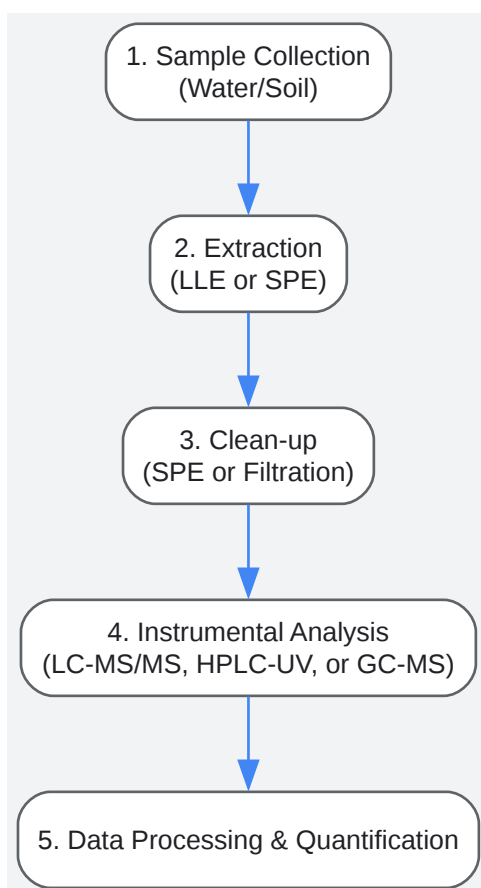 1. Sample Collection
(Water/Soil)
2. Extraction
(LLE or SPE)
3. Clean-up
(SPE or Filtration)
4. Instrumental Analysis
(LC-MS/MS, HPLC-UV, or GC-MS)
5. Data Processing & Quantification